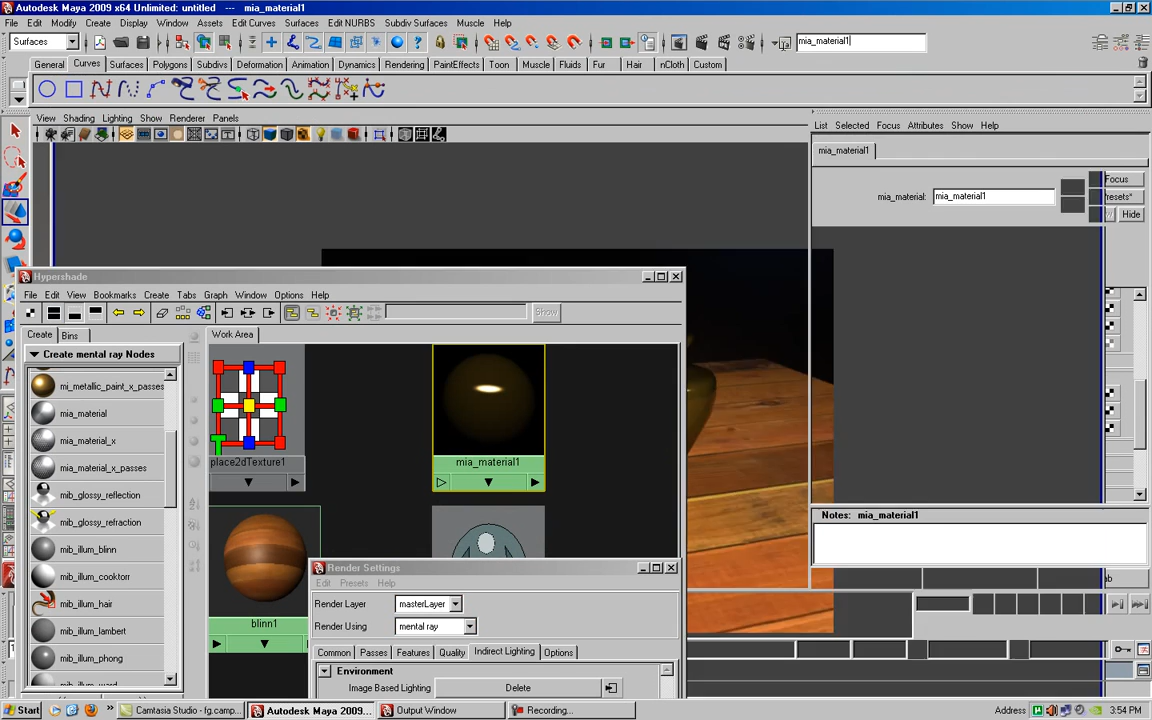 Autodesk Maya 2009 x64 Unlimited: untitled --- mia_material1
File Edit Modify Create Display Window Assets Edit Curves Surfaces Edit NURBS Subdiv Surfaces Muscle Help
Surfaces
mia_material1
General Curves Surfaces Polygons Subdivs Deformation Animation Dynamics Rendering PaintEffects Toon Muscle Fluids Fur Hair nCloth Custom
View Shading Lighting Show Renderer Panels
List Selected Focus Attributes Show Help
mia_material1
Focus
mia_material: mia_material1
Presets*
Hide
Hypershade
File Edit View Bookmarks Create Tabs Graph Window Options Help
Show
Create Bins
Work Area
Create mental ray Nodes
mi_metallic_paint_x_passes
mia_material
mia_material_x
mia_material_x_passes
mib_glossy_reflection
mib_glossy_refraction
mib_illum_blinn
mib_illum_cooktorr
mib_illum_hair
mib_illum_lambert
mib_illum_phong
mib_illum_ward
place2dTexture1
mia_material1
blinn1
Notes: mia_material1
Render Settings
Edit Presets Help
Render Layer masterLayer
Render Using mental ray
Common Passes Features Quality Indirect Lighting Options
Environment
Image Based Lighting Delete
Start
Camtasia Studio - fg.camp...
Autodesk Maya 2009...
Output Window
Recording...
Address
3:54 PM